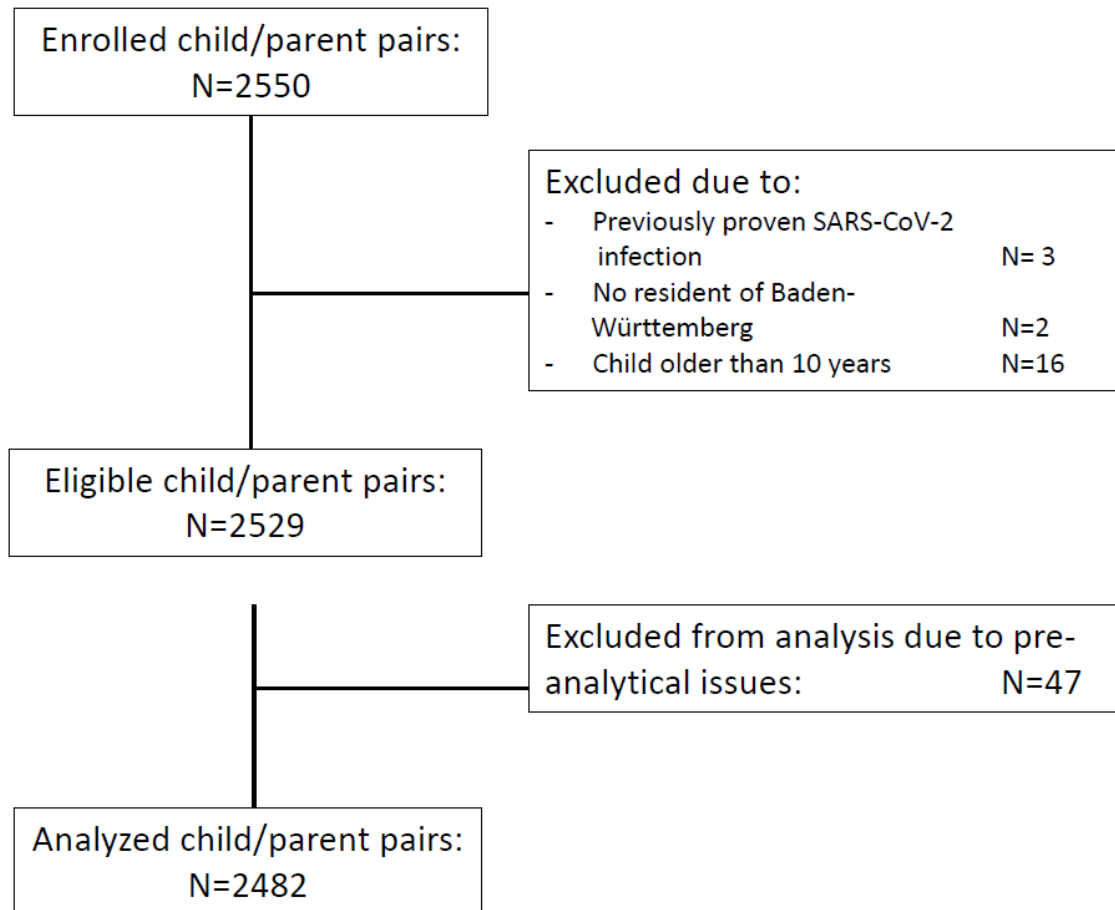 Enrolled child/parent pairs:
N=2550
Excluded due to:
- Previously proven SARS-CoV-2
infection N= 3
- No resident of Baden-
Württemberg N=2
- Child older than 10 years N=16
Eligible child/parent pairs:
N=2529
Excluded from analysis due to pre-
analytical issues: N=47
Analyzed child/parent pairs:
N=2482